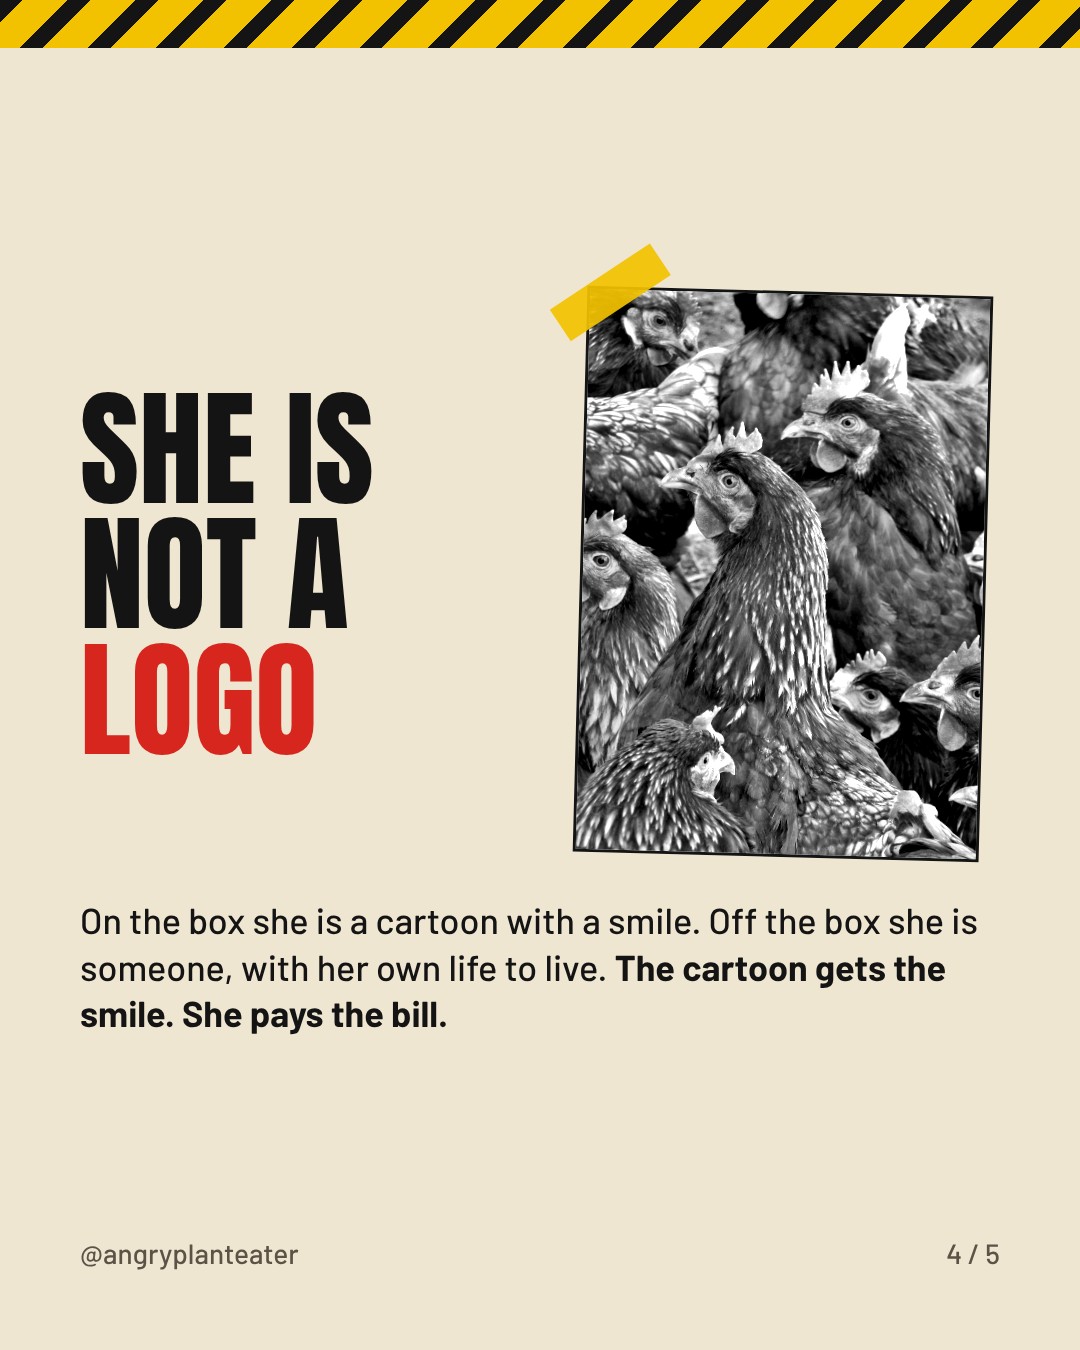 SHE IS
NOT A
LOGO
On the box she is a cartoon with a smile. Off the box she is
someone, with her own life to live. The cartoon gets the
smile. She pays the bill.
@angryplanteater
4 / 5